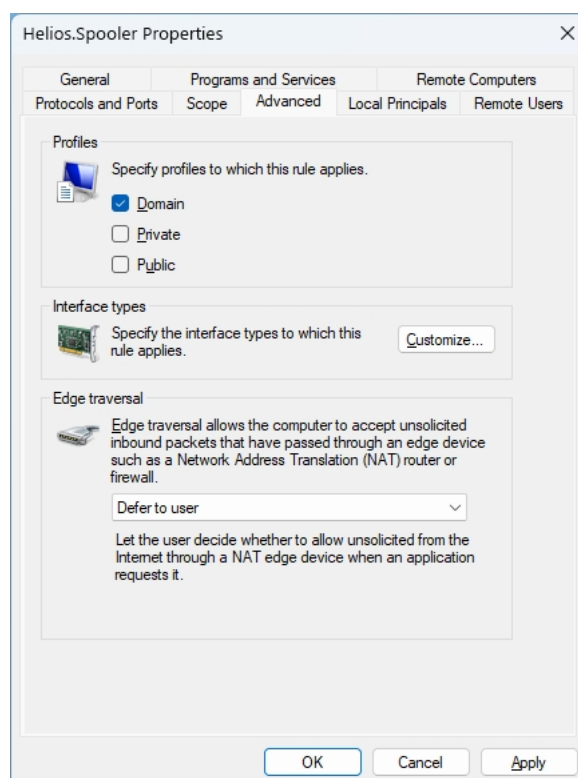 Helios.Spooler Properties
General Programs and Services Remote Computers
Protocols and Ports Scope Advanced Local Principals Remote Users
Profiles
Specify profiles to which this rule applies.
Domain
Private
Public
Interface types
Specify the interface types to which this
rule applies.
Customize...
Edge traversal
Edge traversal allows the computer to accept unsolicited
inbound packets that have passed through an edge device
such as a Network Address Translation (NAT) router or
firewall.
Defer to user
Let the user decide whether to allow unsolicited from the
Internet through a NAT edge device when an application
requests it.
OK Cancel Apply